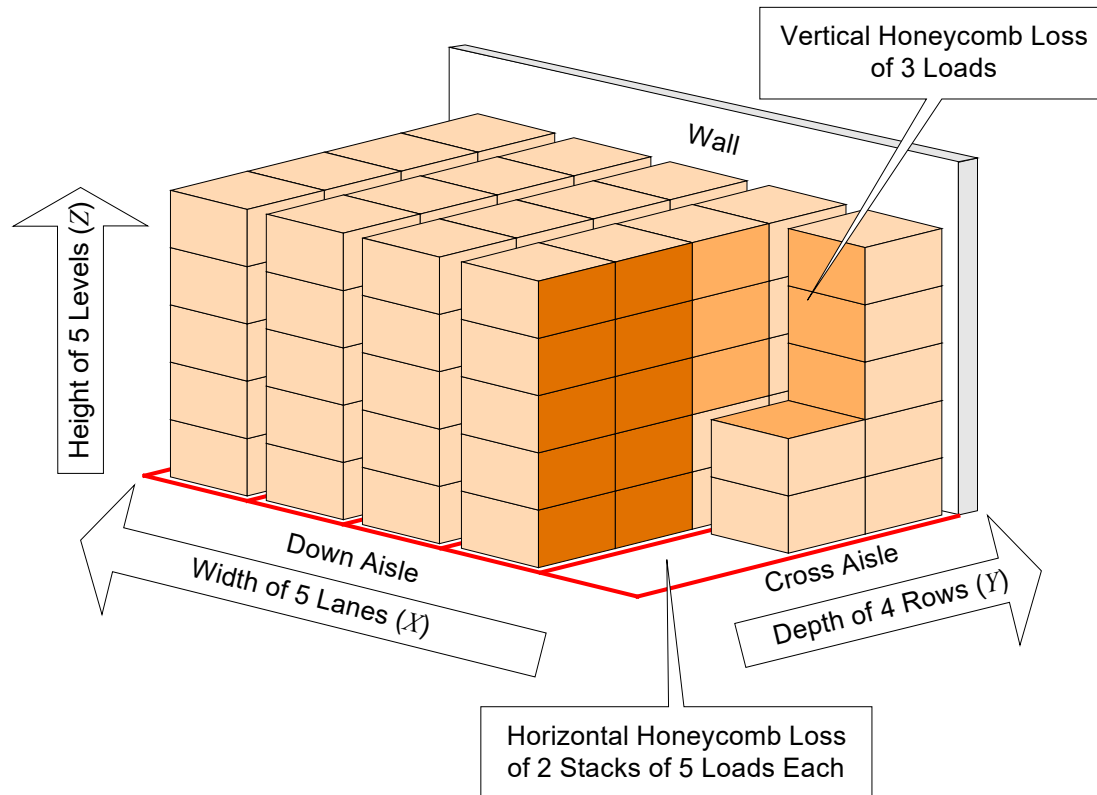 Vertical Honeycomb Loss
of 3 Loads
Wall
Height of 5 Levels (Z)
Down Aisle
Width of 5 Lanes (X)
Cross Aisle
Depth of 4 Rows (Y)
Horizontal Honeycomb Loss
of 2 Stacks of 5 Loads Each